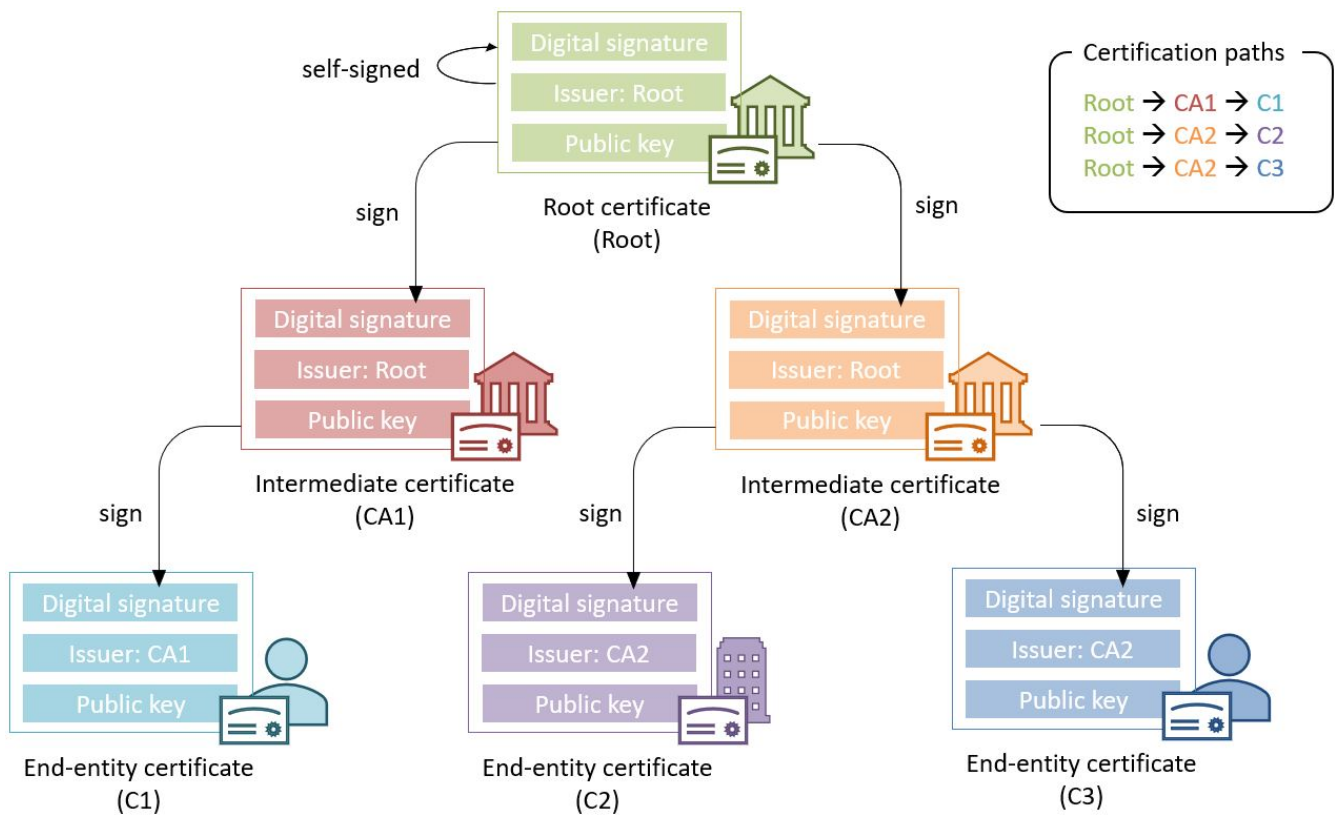 Digital signature
self-signed
Issuer: Root
Public key
Root certificate
(Root)
Certification paths
Root → CA1 → C1
Root → CA2 → C2
Root → CA2 → C3
sign
sign
Digital signature
Issuer: Root
Public key
Intermediate certificate
(CA1)
Digital signature
Issuer: Root
Public key
Intermediate certificate
(CA2)
sign
sign
sign
Digital signature
Issuer: CA1
Public key
End-entity certificate
(C1)
Digital signature
Issuer: CA2
Public key
End-entity certificate
(C2)
Digital signature
Issuer: CA2
Public key
End-entity certificate
(C3)